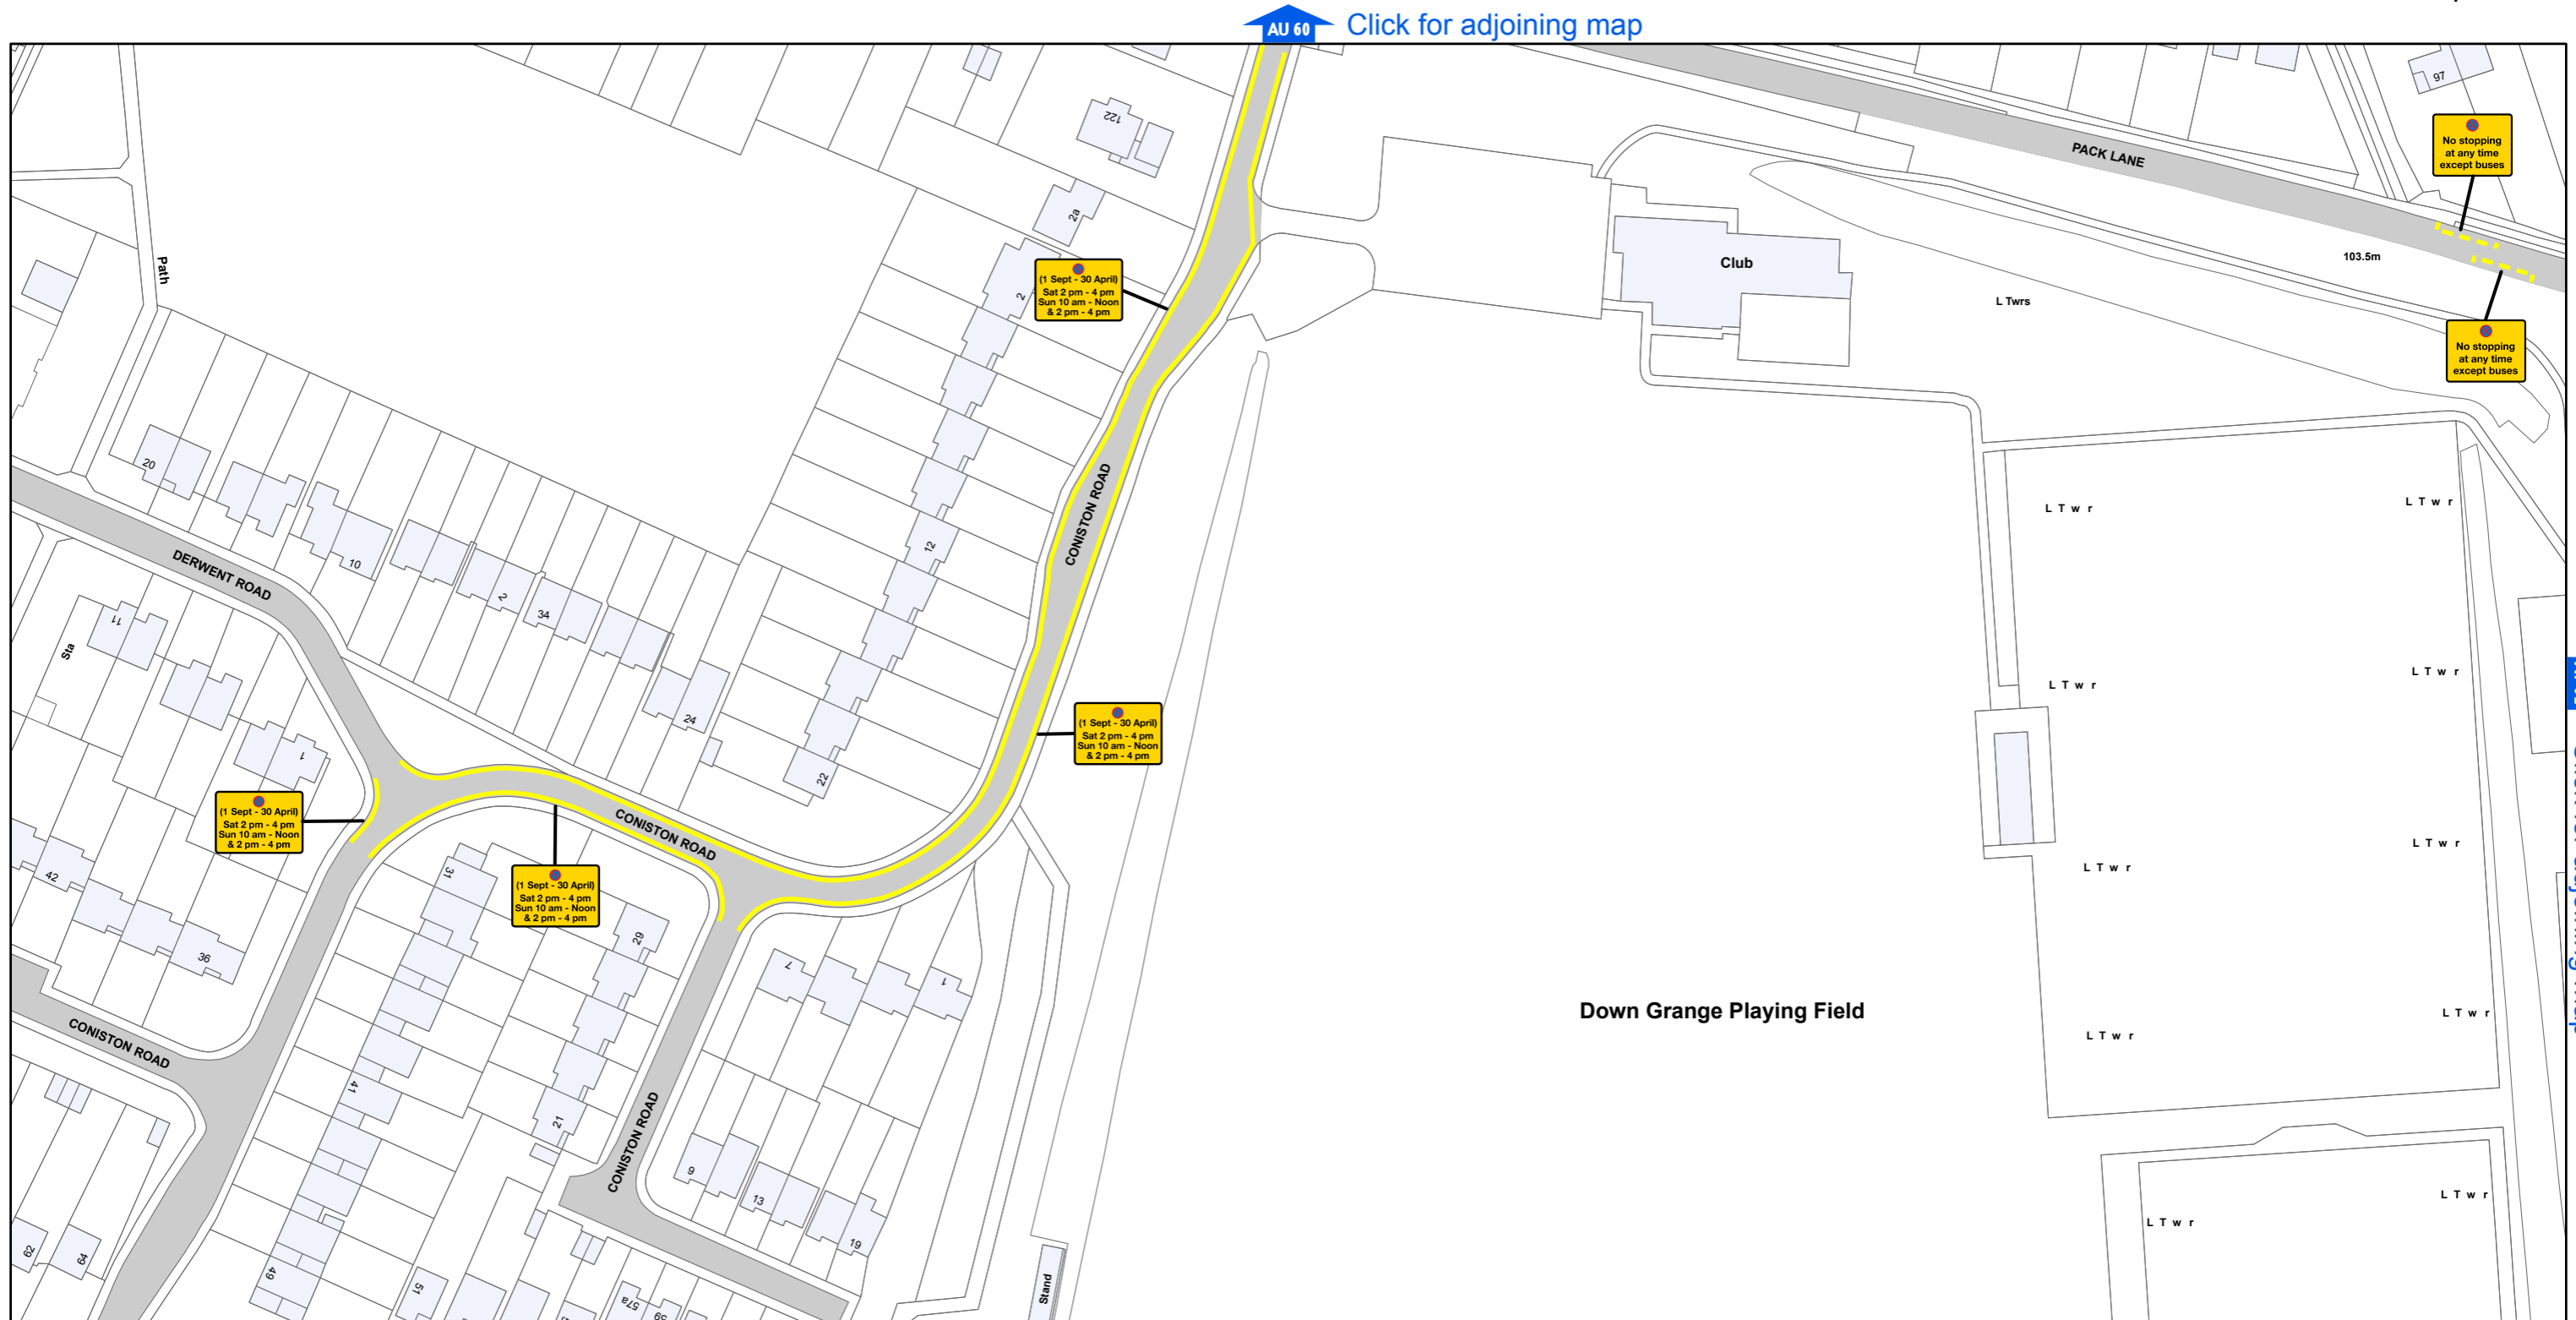 AU 60
Click for adjoining map
97
122
No stopping
at any time
except buses
PACK LANE
2a
Path
Club
103.5m
(1 Sept - 30 April)
Sat 2 pm - 4 pm
Sun 10 am - Noon
& 2 pm - 4 pm
2
L Twrs
No stopping
at any time
except buses
20
CONISTON ROAD
L T w r
L T w r
DERWENT ROAD
10
12
2
34
11
Sta
L T w r
L T w r
24
(1 Sept - 30 April)
Sat 2 pm - 4 pm
Sun 10 am - Noon
& 2 pm - 4 pm
1
22
(1 Sept - 30 April)
Sat 2 pm - 4 pm
Sun 10 am - Noon
& 2 pm - 4 pm
CONISTON ROAD
L T w r
L T w r
42
31
(1 Sept - 30 April)
Sat 2 pm - 4 pm
Sun 10 am - Noon
& 2 pm - 4 pm
29
36
7
1
Down Grange Playing Field
L T w r
L T w r
CONISTON ROAD
41
21
CONISTON ROAD
9
13
19
L T w r
L T w r
62
64
49
51
57a
Stand